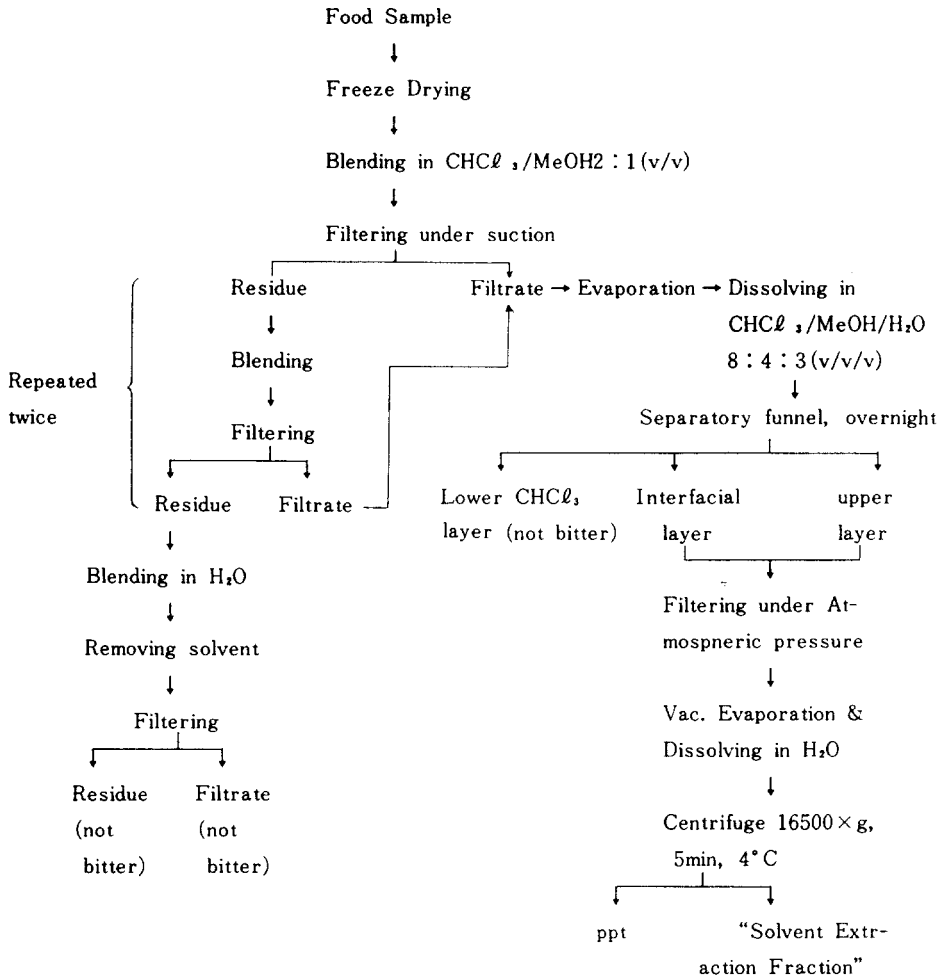 Food Sample
Freeze Drying
Blending in CHCℓ₃/MeOH2：1(v/v)
Filtering under suction
Residue
Filtrate → Evaporation → Dissolving in
CHCℓ₃/MeOH/H₂O
8：4：3(v/v/v)
Blending
Repeated
twice
Filtering
Separatory funnel, overnight
Residue
Filtrate
Lower CHCℓ₃
layer (not bitter)
Interfacial
layer
upper
layer
Blending in H₂O
Removing solvent
Filtering
Residue
(not
bitter)
Filtrate
(not
bitter)
Filtering under At-
mospneric pressure
Vac. Evaporation &
Dissolving in H₂O
Centrifuge 16500×g,
5min, 4°C
ppt
“Solvent Extr-
action Fraction”